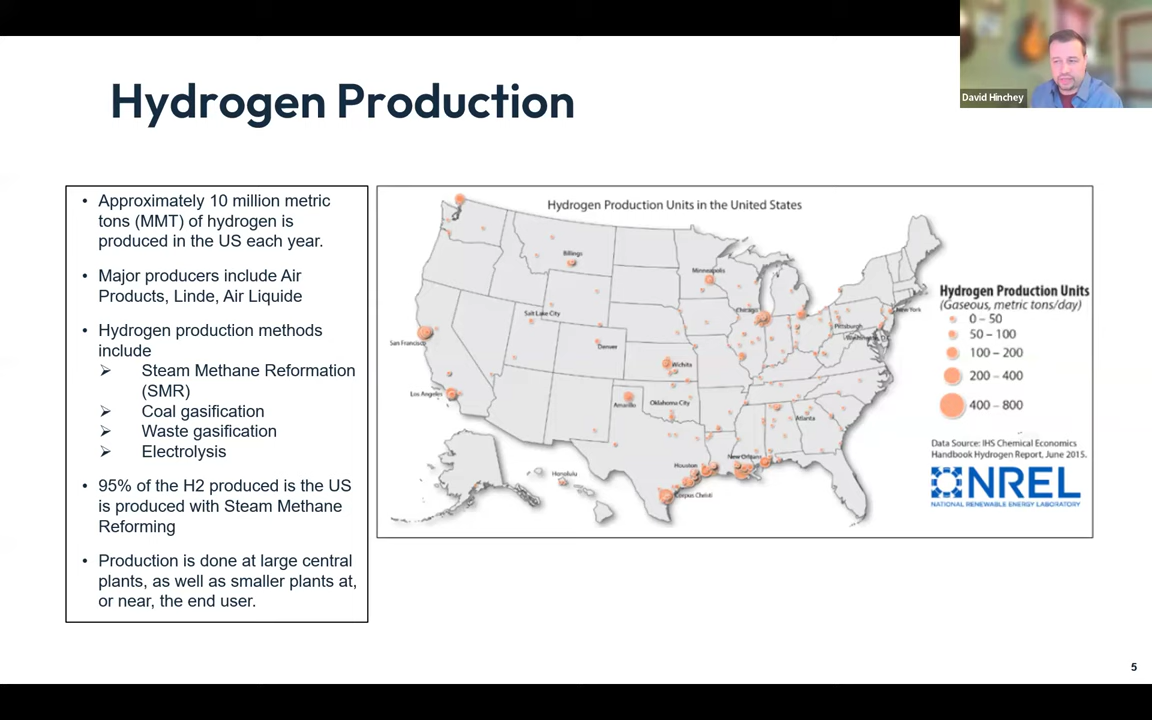 David Hinchey
Hydrogen Production
• Approximately 10 million metric
tons (MMT) of hydrogen is
produced in the US each year.
• Major producers include Air
Products, Linde, Air Liquide
• Hydrogen production methods
include
➢ Steam Methane Reformation
(SMR)
➢ Coal gasification
➢ Waste gasification
➢ Electrolysis
• 95% of the H2 produced is the US
is produced with Steam Methane
Reforming
• Production is done at large central
plants, as well as smaller plants at,
or near, the end user.
Hydrogen Production Units in the United States
Billings
Minneapolis
Salt Lake City
Chicago
New York
Pittsburgh
Washington, D.C.
San Francisco
Denver
Wichita
Los Angeles
Amarillo
Oklahoma City
Atlanta
New Orleans
Houston
Honolulu
Corpus Christi
Hydrogen Production Units
(Gaseous, metric tons/day)
0 – 50
50 – 100
100 – 200
200 – 400
400 – 800
Data Source: IHS Chemical Economics
Handbook Hydrogen Report, June 2015.
NREL
NATIONAL RENEWABLE ENERGY LABORATORY
5